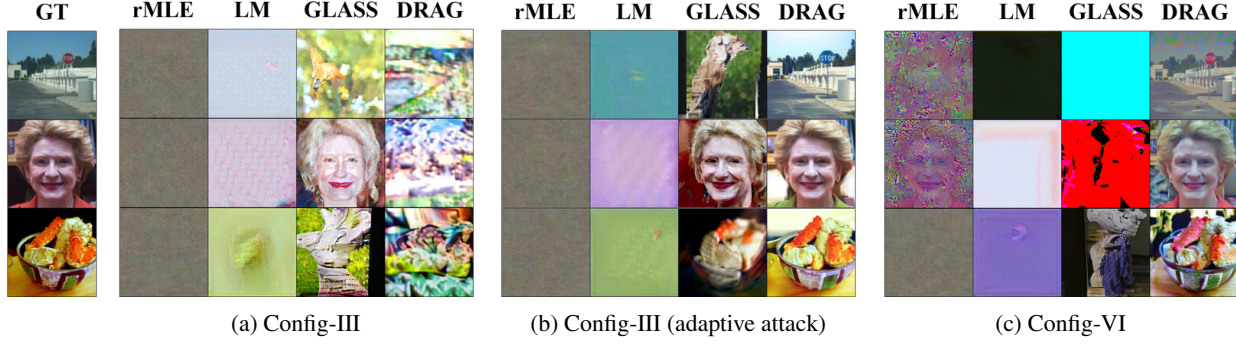 GT rMLE LM GLASS DRAG rMLE LM GLASS DRAG rMLE LM GLASS DRAG
STOP
(a) Config-III (b) Config-III (adaptive attack) (c) Config-VI